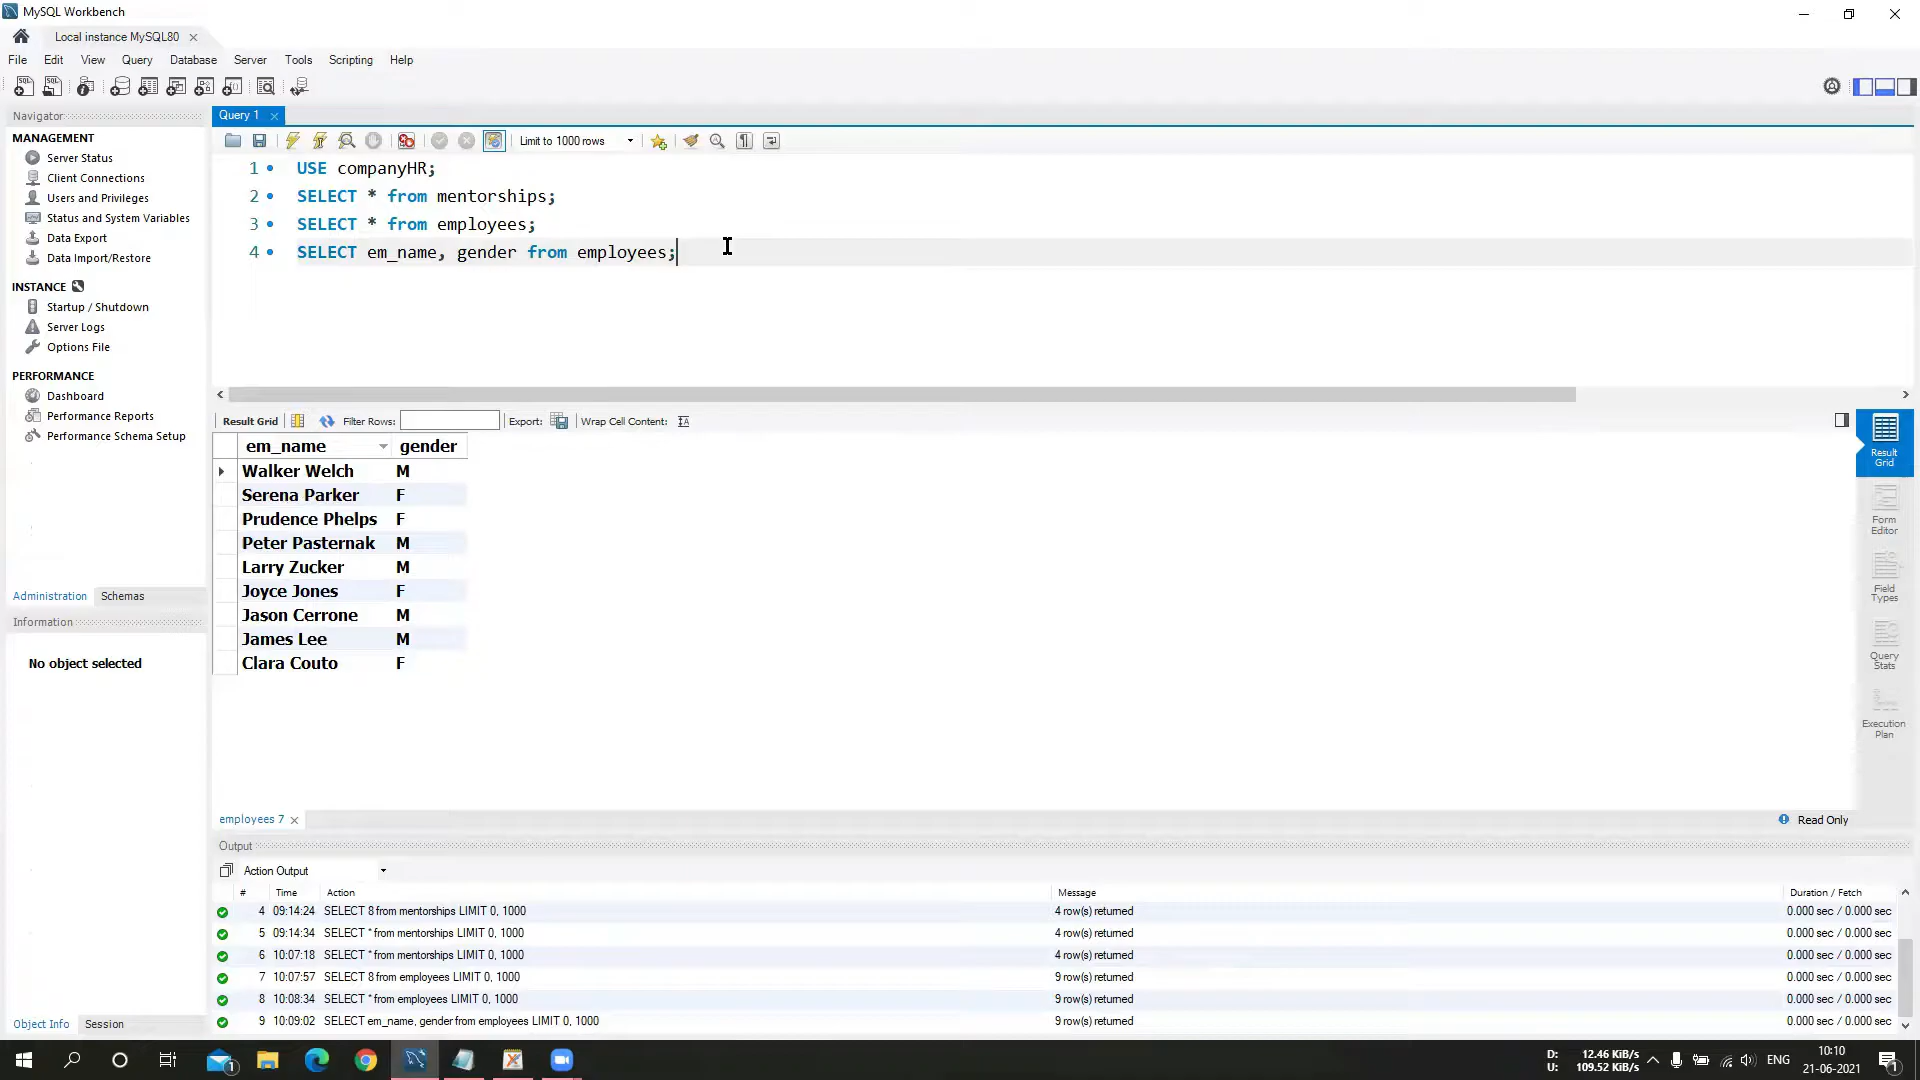 MySQL Workbench
Local instance MySQL80
File Edit View Query Database Server Tools Scripting Help
Navigator
MANAGEMENT
Server Status
Client Connections
Users and Privileges
Status and System Variables
Data Export
Data Import/Restore
INSTANCE
Startup / Shutdown
Server Logs
Options File
PERFORMANCE
Dashboard
Performance Reports
Performance Schema Setup
Administration Schemas
Information
No object selected
Object Info Session
Query 1
Limit to 1000 rows
1 USE companyHR;
2 SELECT * from mentorships;
3 SELECT * from employees;
4 SELECT em_name, gender from employees;
Result Grid Filter Rows: Export: Wrap Cell Content:
em_name gender
Walker Welch M
Serena Parker F
Prudence Phelps F
Peter Pasternak M
Larry Zucker M
Joyce Jones F
Jason Cerrone M
James Lee M
Clara Couto F
Result Grid
Form Editor
Field Types
Query Stats
Execution Plan
employees 7 Read Only
Output
Action Output
# Time Action Message Duration / Fetch
4 09:14:24 SELECT 8 from mentorships LIMIT 0, 1000 4 row(s) returned 0.000 sec / 0.000 sec
5 09:14:34 SELECT * from mentorships LIMIT 0, 1000 4 row(s) returned 0.000 sec / 0.000 sec
6 10:07:18 SELECT * from mentorships LIMIT 0, 1000 4 row(s) returned 0.000 sec / 0.000 sec
7 10:07:57 SELECT 8 from employees LIMIT 0, 1000 9 row(s) returned 0.000 sec / 0.000 sec
8 10:08:34 SELECT * from employees LIMIT 0, 1000 9 row(s) returned 0.000 sec / 0.000 sec
9 10:09:02 SELECT em_name, gender from employees LIMIT 0, 1000 9 row(s) returned 0.000 sec / 0.000 sec
D: 12.46 KiB/s
U: 109.52 KiB/s
ENG
10:10
21-06-2021